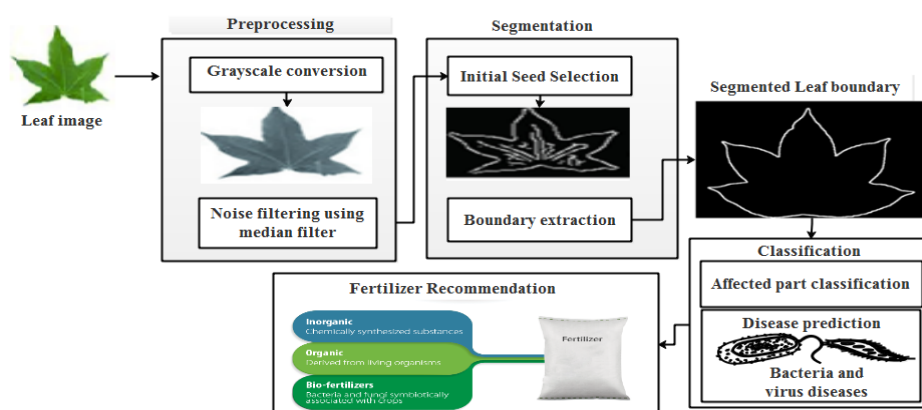 Preprocessing
Segmentation
Grayscale conversion
Initial Seed Selection
Segmented Leaf boundary
Leaf image
Noise filtering using
median filter
Boundary extraction
Classification
Affected part classification
Disease prediction
Bacteria and
virus diseases
Fertilizer Recommendation
Inorganic
Chemically synthesized substances
Organic
Derived from living organisms
Bio-fertilizers
Bacteria and fungi symbiotically
associated with crops
Fertilizer